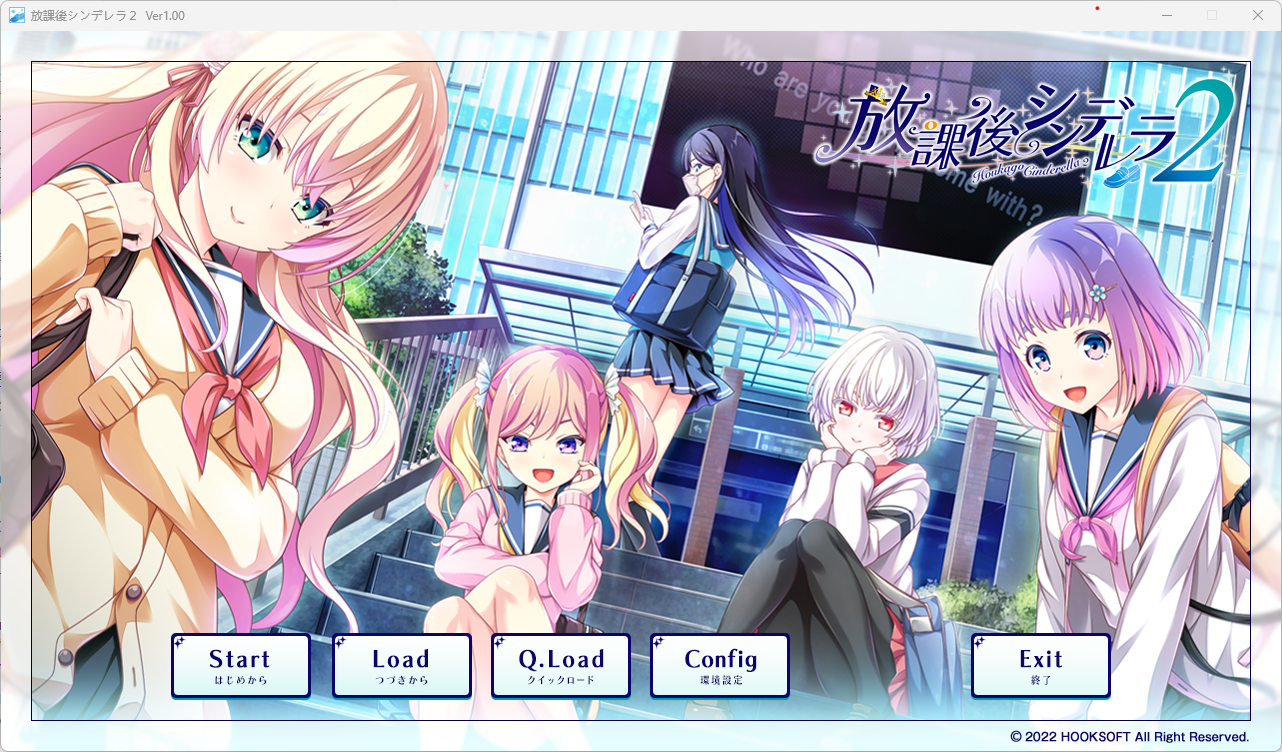 放課後シンデレラ２ Ver1.00
Who are you
放課後シンデレラ2
Houkago Cinderella2
come with?
Start
はじめから
Load
つづきから
Q.Load
クイックロード
Config
環境設定
Exit
終了
© 2022 HOOKSOFT All Right Reserved.